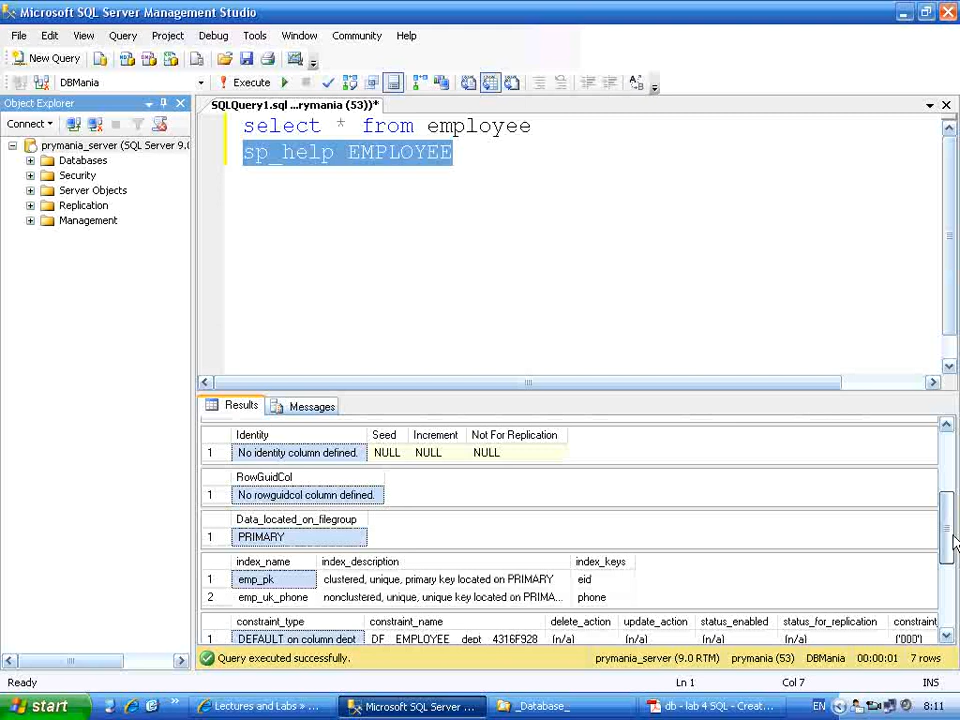 Microsoft SQL Server Management Studio
File Edit View Query Project Debug Tools Window Community Help
New Query
DBMania
Execute
Object Explorer
SQLQuery1.sql ...rymania (53))*
Connect
prymania_server (SQL Server 9.0
Databases
Security
Server Objects
Replication
Management
select * from employee
sp_help EMPLOYEE
Results Messages
Identity Seed Increment Not For Replication
1 No identity column defined. NULL NULL NULL
RowGuidCol
1 No rowguidcol column defined.
Data_located_on_filegroup
1 PRIMARY
index_name index_description index_keys
1 emp_pk clustered, unique, primary key located on PRIMARY eid
2 emp_uk_phone nonclustered, unique, unique key located on PRIMA... phone
constraint_type constraint_name delete_action update_action status_enabled status_for_replication constraint
1 DEFAULT on column dept DF__EMPLOYEE__dept__4316F928 (n/a) (n/a) (n/a) (n/a) ('000')
Query executed successfully. prymania_server (9.0 RTM) prymania (53) DBMania 00:00:01 7 rows
Ready Ln 1 Col 7 INS
start Lectures and Labs » ... Microsoft SQL Server ... _Database_ db - lab 4 SQL - Creat... EN 8:11